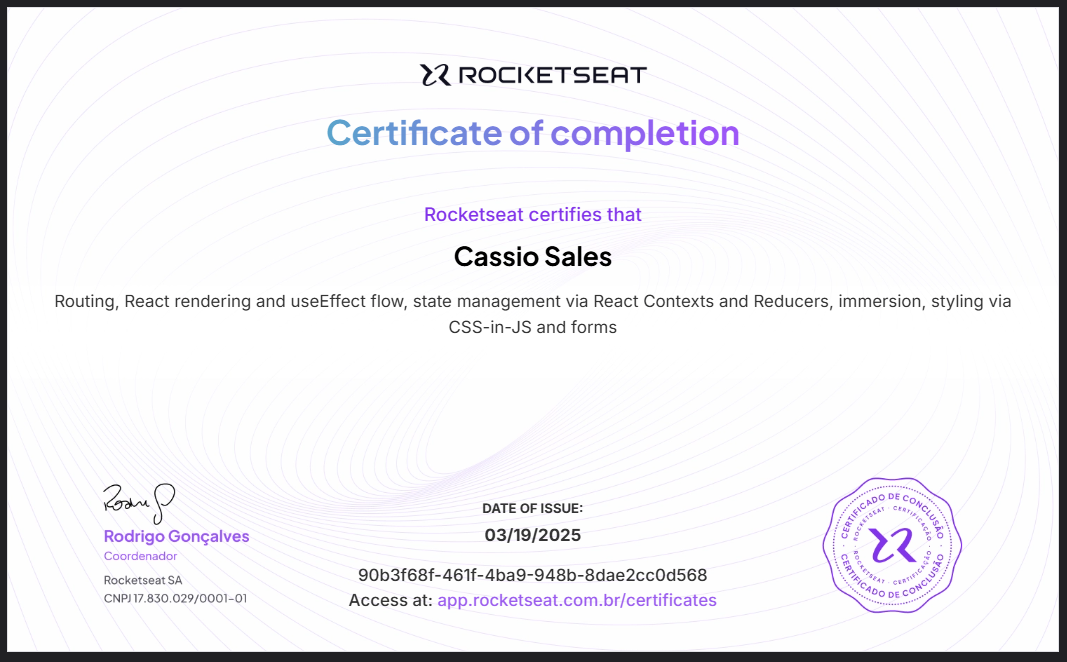 ROCKETSEAT
Certificate of completion
Rocketseat certifies that
Cassio Sales
Routing, React rendering and useEffect flow, state management via React Contexts and Reducers, immersion, styling via
CSS-in-JS and forms
Rodrigo Gonçalves
Coordenador
Rocketseat SA
CNPJ 17.830.029/0001-01
DATE OF ISSUE:
03/19/2025
90b3f68f-461f-4ba9-948b-8dae2cc0d568
Access at: app.rocketseat.com.br/certificates
CERTIFICADO DE CONCLUSÃO
ROCKETSEAT · CERTIFICAÇÃO
ROCKETSEAT · CERTIFICAÇÃO
CERTIFICADO DE CONCLUSÃO